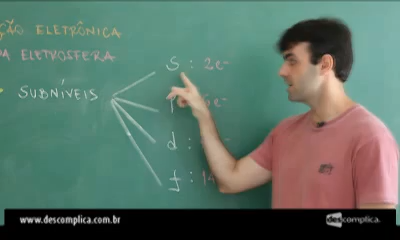 ÇÃO ELETRÔNICA
DA ELETROSFERA
SUBNÍVEIS
s : 2e-
d :
f : 14
www.descomplica.com.br
descomplica.